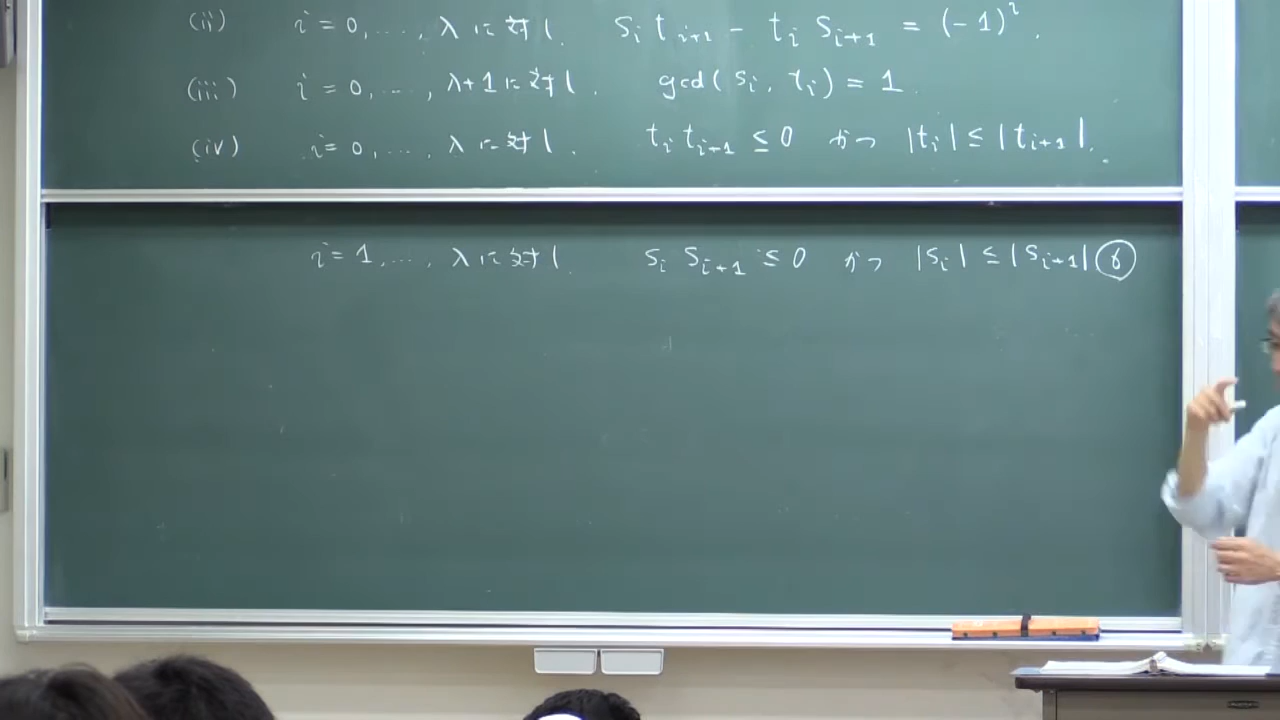 (ii) i = 0, ..., λ に対し. s_i t_{i+1} - t_i s_{i+1} = (-1)^i.
(iii) i = 0, ..., λ+1 に対し. gcd(s_i, t_i) = 1.
(iv) i = 0, ..., λ に対し. t_i t_{i+1} ≤ 0 かつ |t_i| ≤ |t_{i+1}|.
i = 1, ..., λ に対し. s_i s_{i+1} ≤ 0 かつ |s_i| ≤ |s_{i+1}| ⑥